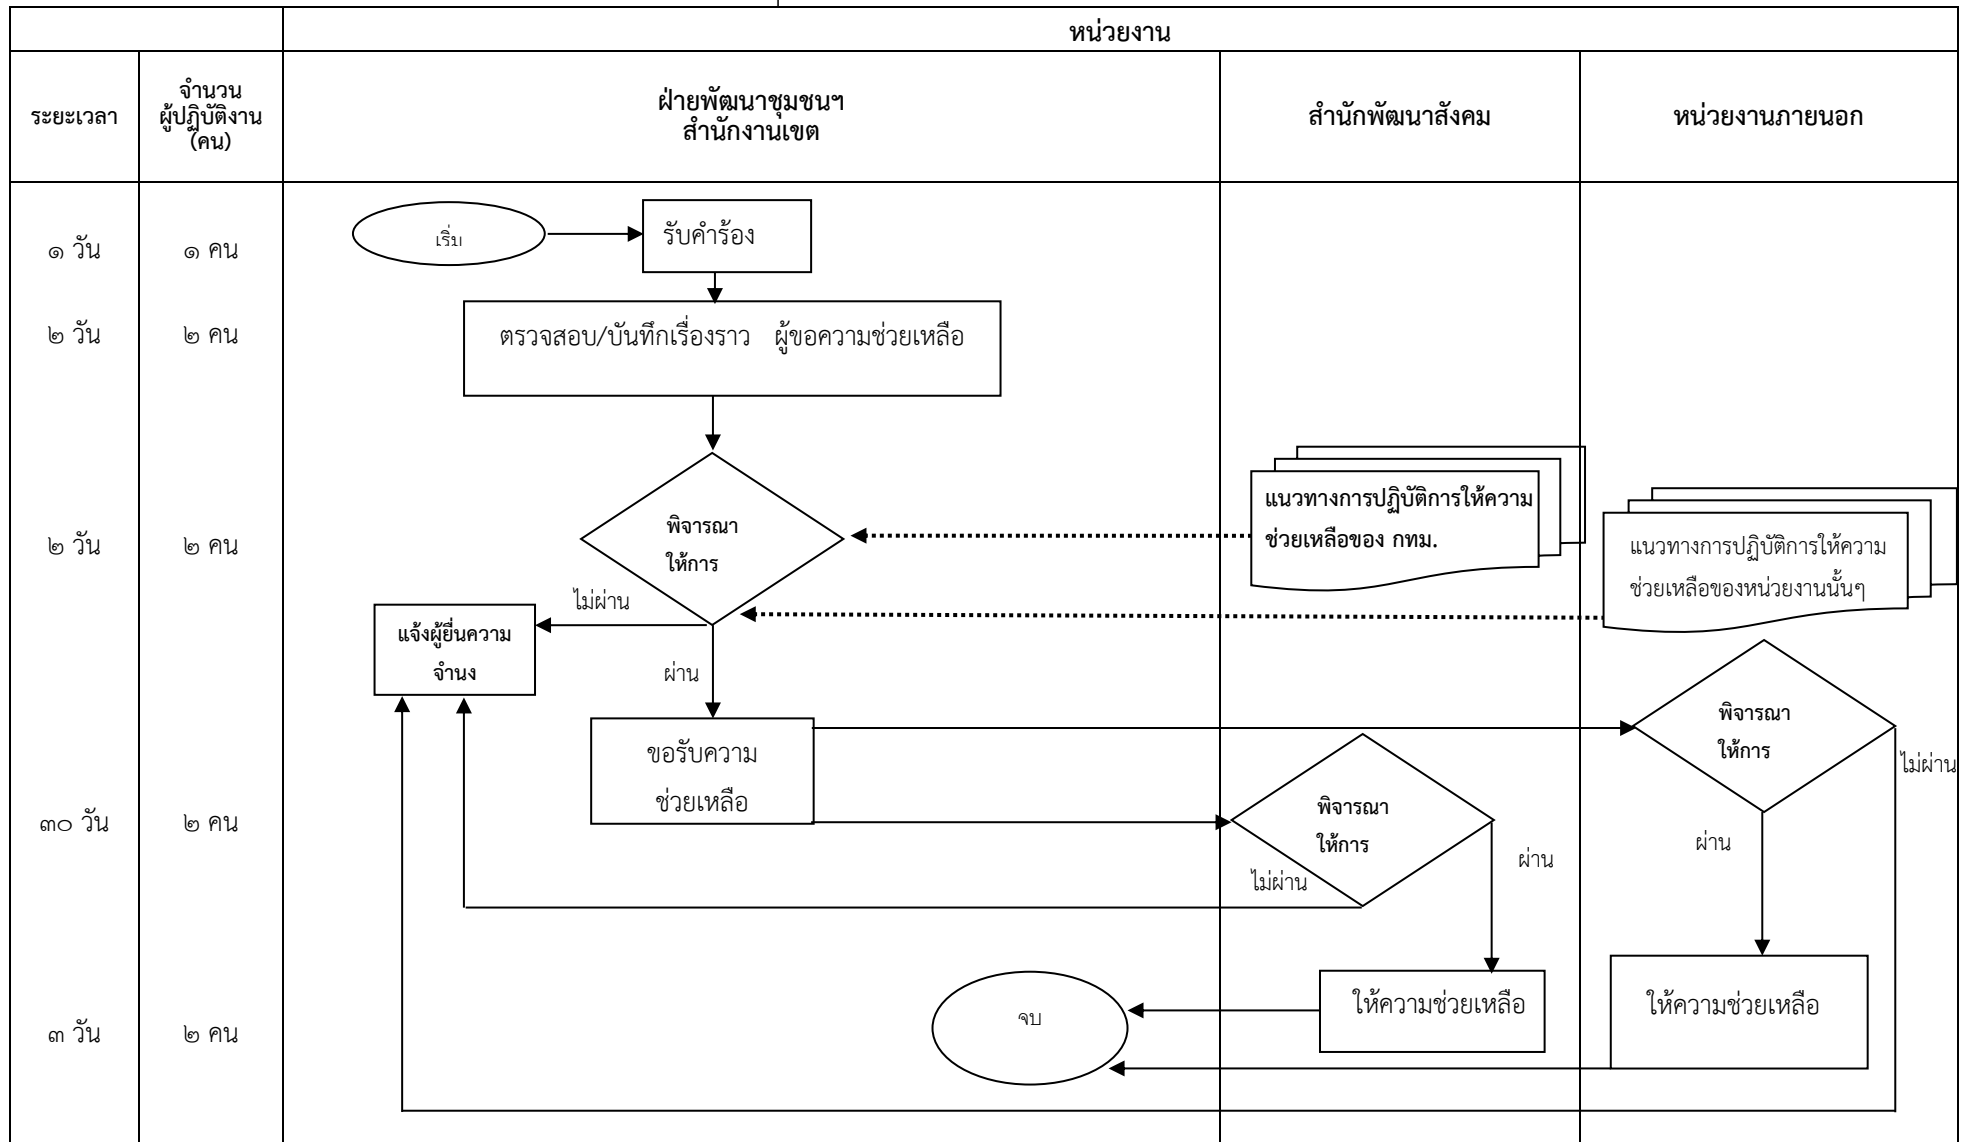 หน่วยงาน
ระยะเวลา
จำนวน
ผู้ปฏิบัติงาน
(คน)
ฝ่ายพัฒนาชุมชนฯ
สำนักงานเขต
สำนักพัฒนาสังคม
หน่วยงานภายนอก
๑ วัน
๑ คน
เริ่ม
รับคำร้อง
๒ วัน
๒ คน
ตรวจสอบ/บันทึกเรื่องราว ผู้ขอความช่วยเหลือ
๒ วัน
๒ คน
พิจารณา
ให้การ
แนวทางการปฏิบัติการให้ความ
ช่วยเหลือของ กทม.
แนวทางการปฏิบัติการให้ความ
ช่วยเหลือของหน่วยงานนั้นๆ
ไม่ผ่าน
แจ้งผู้ยื่นความ
จำนง
ผ่าน
ขอรับความ
ช่วยเหลือ
พิจารณา
ให้การ
ไม่ผ่าน
ผ่าน
๓๐ วัน
๒ คน
พิจารณา
ให้การ
ไม่ผ่าน
ผ่าน
๓ วัน
๒ คน
จบ
ให้ความช่วยเหลือ
ให้ความช่วยเหลือ